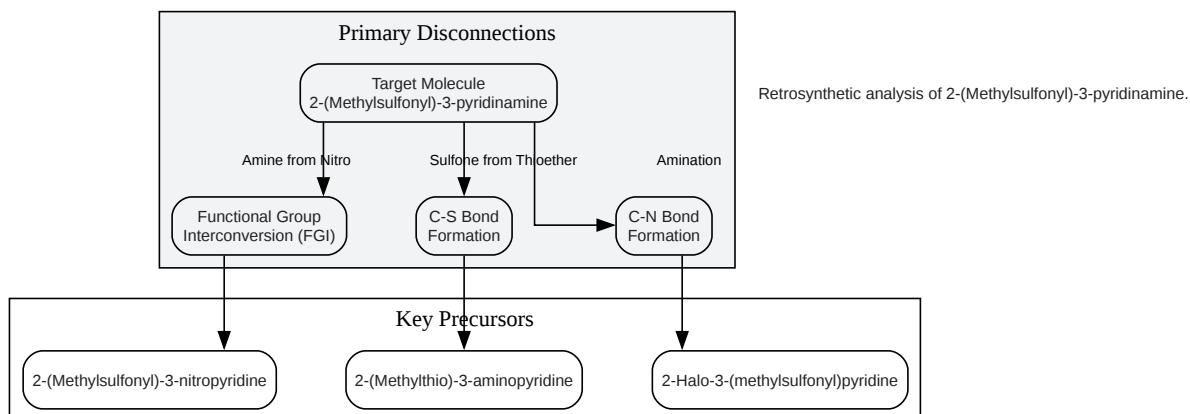 Primary Disconnections
Target Molecule
2-(Methylsulfonyl)-3-pyridinamine
Retrosynthetic analysis of 2-(Methylsulfonyl)-3-pyridinamine.
Amine from Nitro
Sulfone from Thioether
Amination
Functional Group
Interconversion (FGI)
C-S Bond
Formation
C-N Bond
Formation
Key Precursors
2-(Methylsulfonyl)-3-nitropyridine
2-(Methylthio)-3-aminopyridine
2-Halo-3-(methylsulfonyl)pyridine